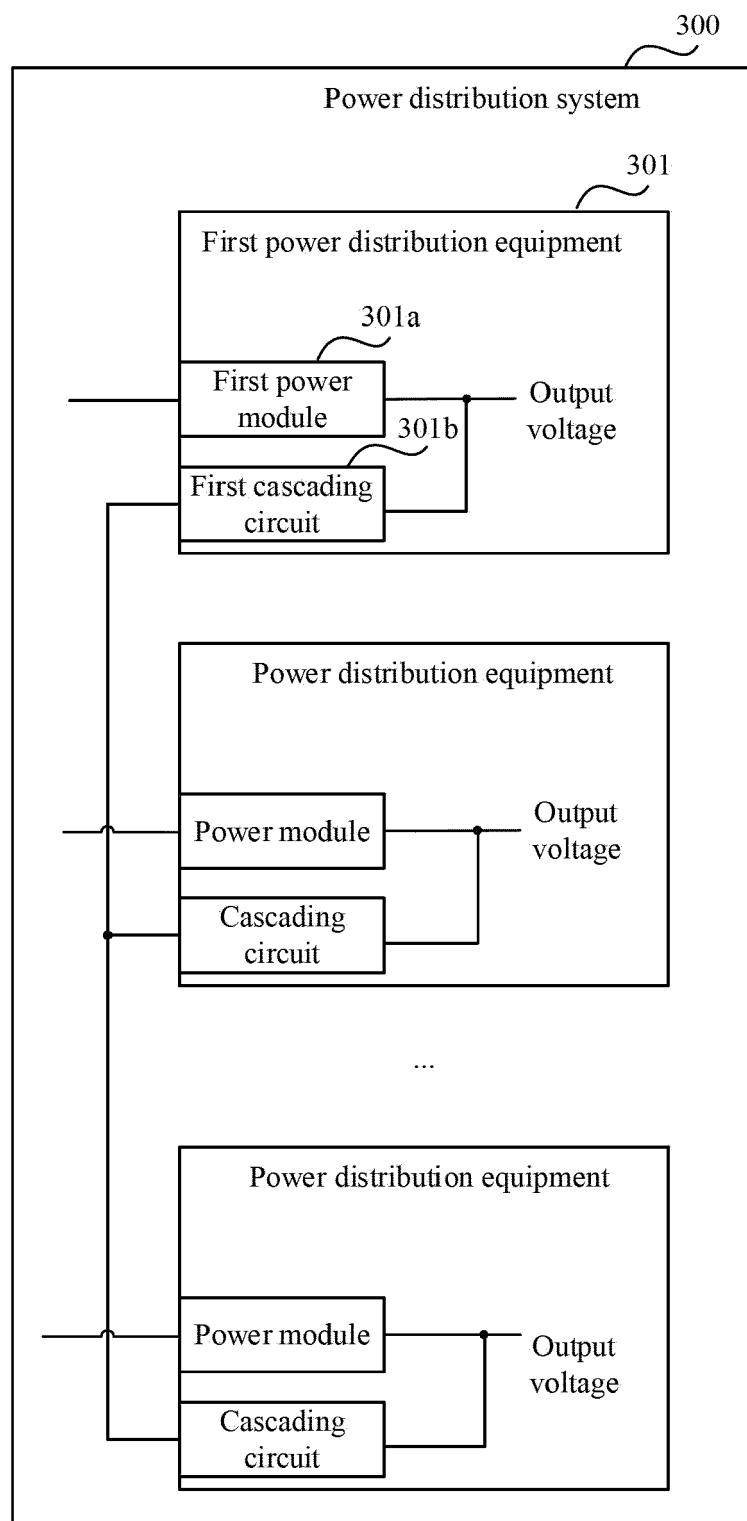 300
Power distribution system
301
First power distribution equipment
301a
First power
module
Output
voltage
301b
First cascading
circuit
Power distribution equipment
Power module
Output
voltage
Cascading
circuit
...
Power distribution equipment
Power module
Output
voltage
Cascading
circuit